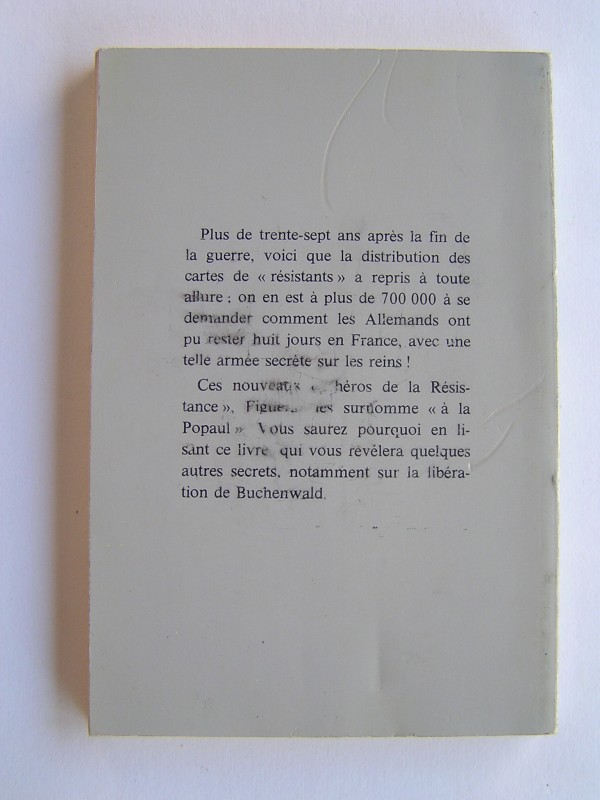 Plus de trente-sept ans après la fin de
la guerre, voici que la distribution des
cartes de « résistants » a repris à toute
allure ; on en est à plus de 700 000 à se
demander comment les Allemands ont
pu rester huit jours en France, avec une
telle armée secrète sur les reins !
Ces nouveaux héros de la Résis-
tance », les surnomme « à la
Popaul » Vous saurez pourquoi en li-
sant ce livre qui vous révèlera quelques
autres secrets, notamment sur la libéra-
tion de Buchenwald.